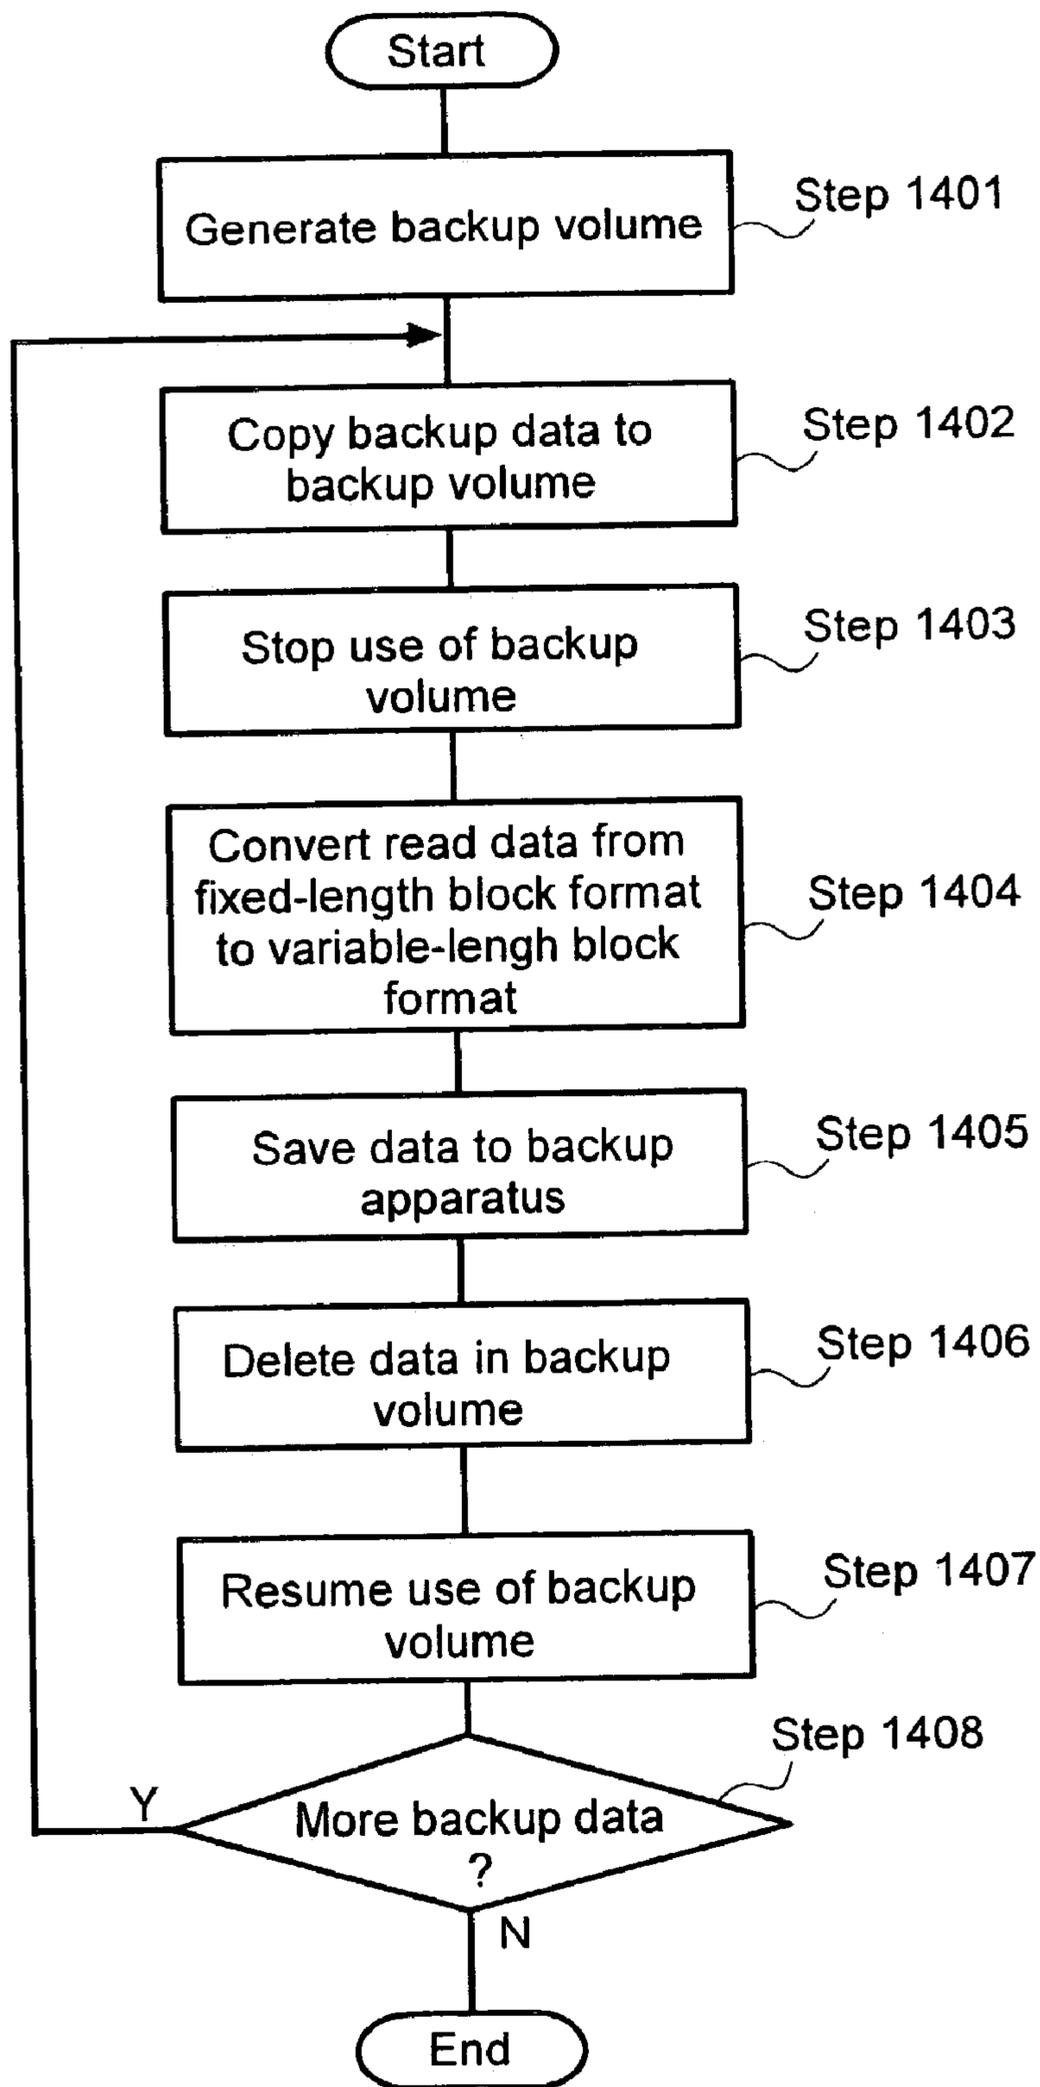 Start
Generate backup volume
Step 1401
Copy backup data to
backup volume
Step 1402
Stop use of backup
volume
Step 1403
Convert read data from
fixed-length block format
to variable-lengh block
format
Step 1404
Save data to backup
apparatus
Step 1405
Delete data in backup
volume
Step 1406
Resume use of backup
volume
Step 1407
Step 1408
Y
More backup data
?
N
End